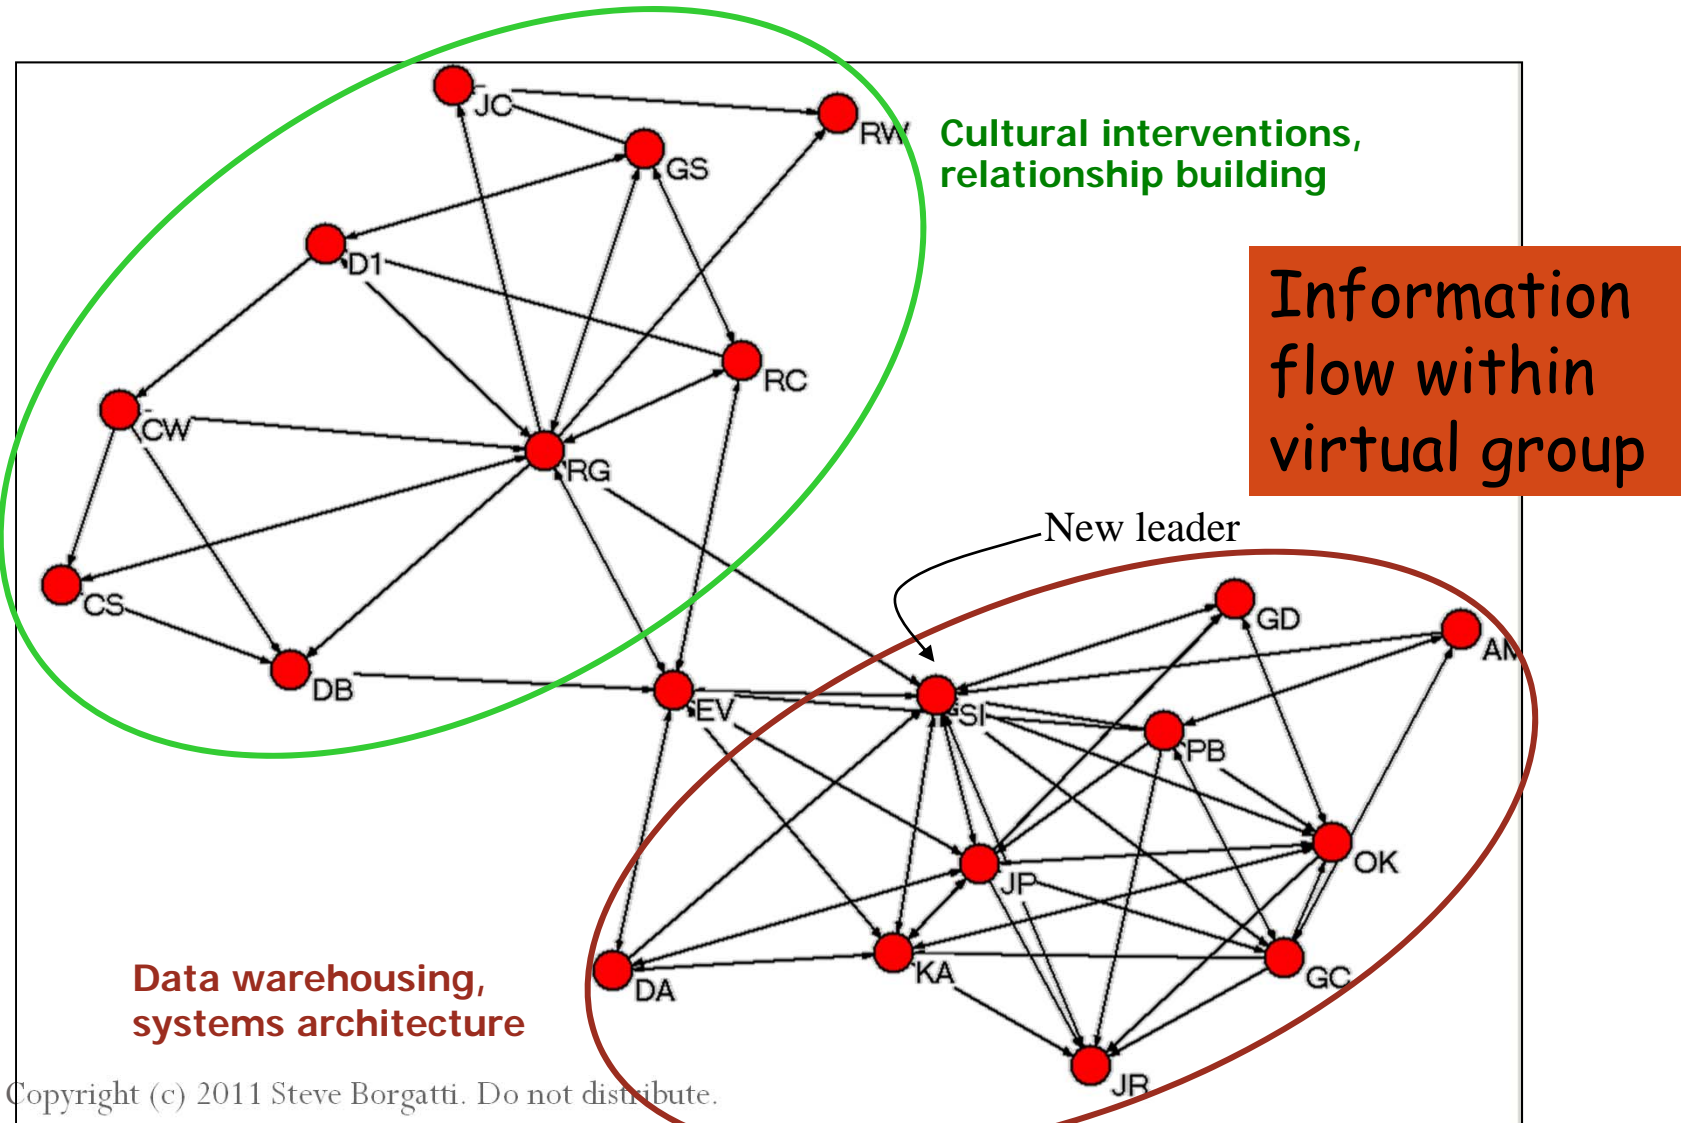 JC
RW
Cultural interventions,
relationship building
GS
D1
Information
flow within
virtual group
RC
CW
RG
New leader
CS
GD
AM
DB
EV
SI
PB
OK
JP
Data warehousing,
systems architecture
DA
KA
GC
JR
Copyright (c) 2011 Steve Borgatti. Do not distribute.